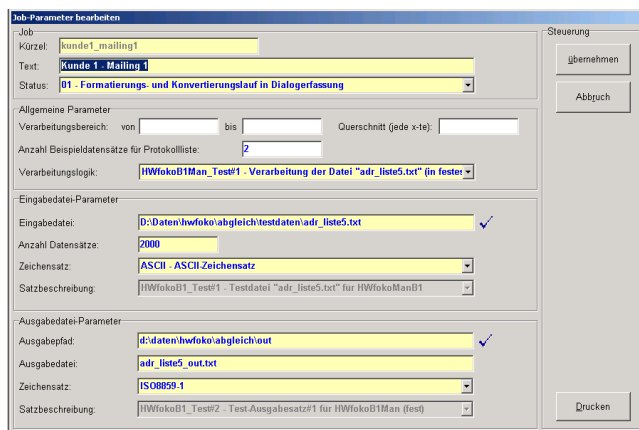 Job-Parameter bearbeiten
Job
Kürzel: kunde1_mailing1
Text: Kunde 1 - Mailing 1
Status: 01 - Formatierungs- und Konvertierungslauf in Dialogerfassung
Allgemeine Parameter
Verarbeitungsbereich: von bis Querschnitt (jede x-te):
Anzahl Beispieldatensätze für Protokollliste: 2
Verarbeitungslogik: HWfokoB1Man_Test#1 - Verarbeitung der Datei "adr_liste5.txt" (in festes
Eingabedatei-Parameter
Eingabedatei: D:\Daten\hwfoko\abgleich\testdaten\adr_liste5.txt
Anzahl Datensätze: 2000
Zeichensatz: ASCII - ASCII-Zeichensatz
Satzbeschreibung: HWfokoB1_Test#1 - Testdatei "adr_liste5.txt" für HWfokoManB1
Ausgabedatei-Parameter
Ausgabepfad: d:\daten\hwfoko\abgleich\out
Ausgabedatei: adr_liste5_out.txt
Zeichensatz: ISO8859-1
Satzbeschreibung: HWfokoB1_Test#2 - Test-Ausgabesatz#1 für HWfokoB1Man (fest)
Steuerung
übernehmen
Abbruch
Drucken